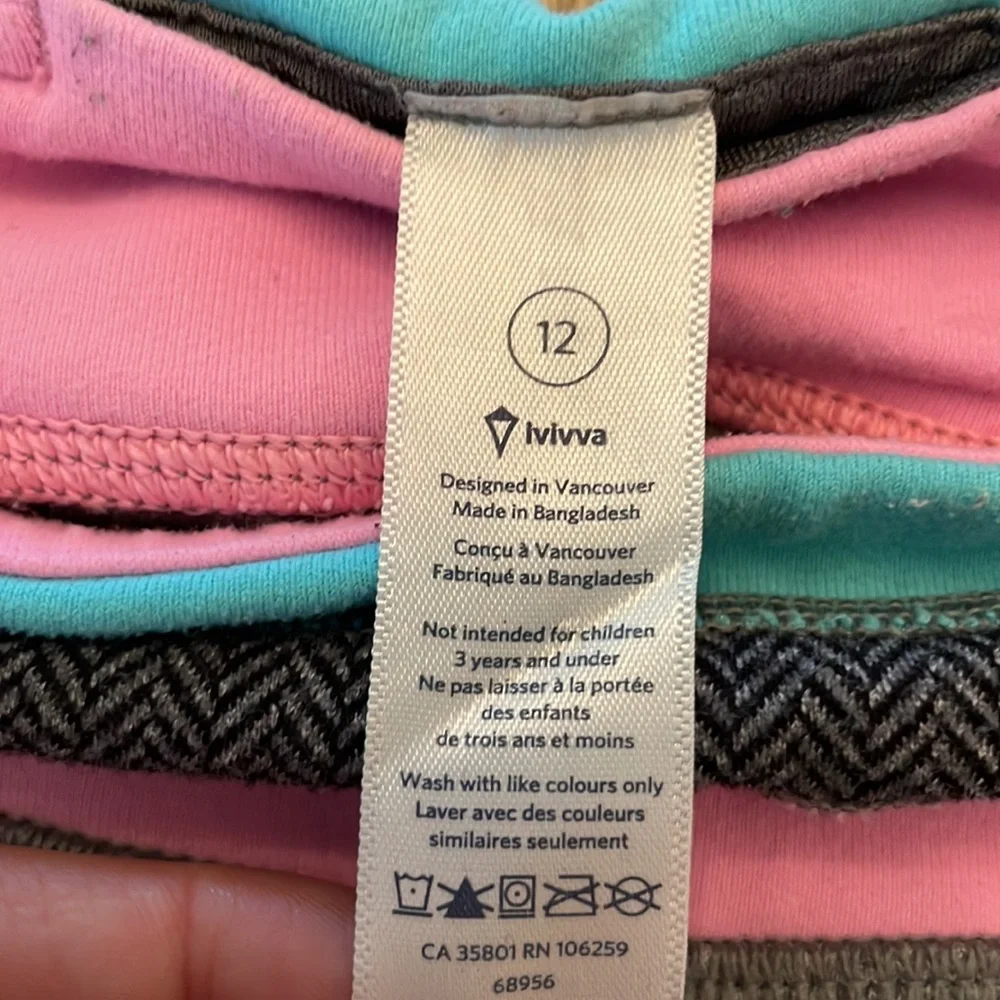 12
ivivva
Designed in Vancouver
Made in Bangladesh
Conçu à Vancouver
Fabriqué au Bangladesh
Not intended for children
3 years and under
Ne pas laisser à la portée
des enfants
de trois ans et moins
Wash with like colours only
Laver avec des couleurs
similaires seulement
CA 35801 RN 106259
68956